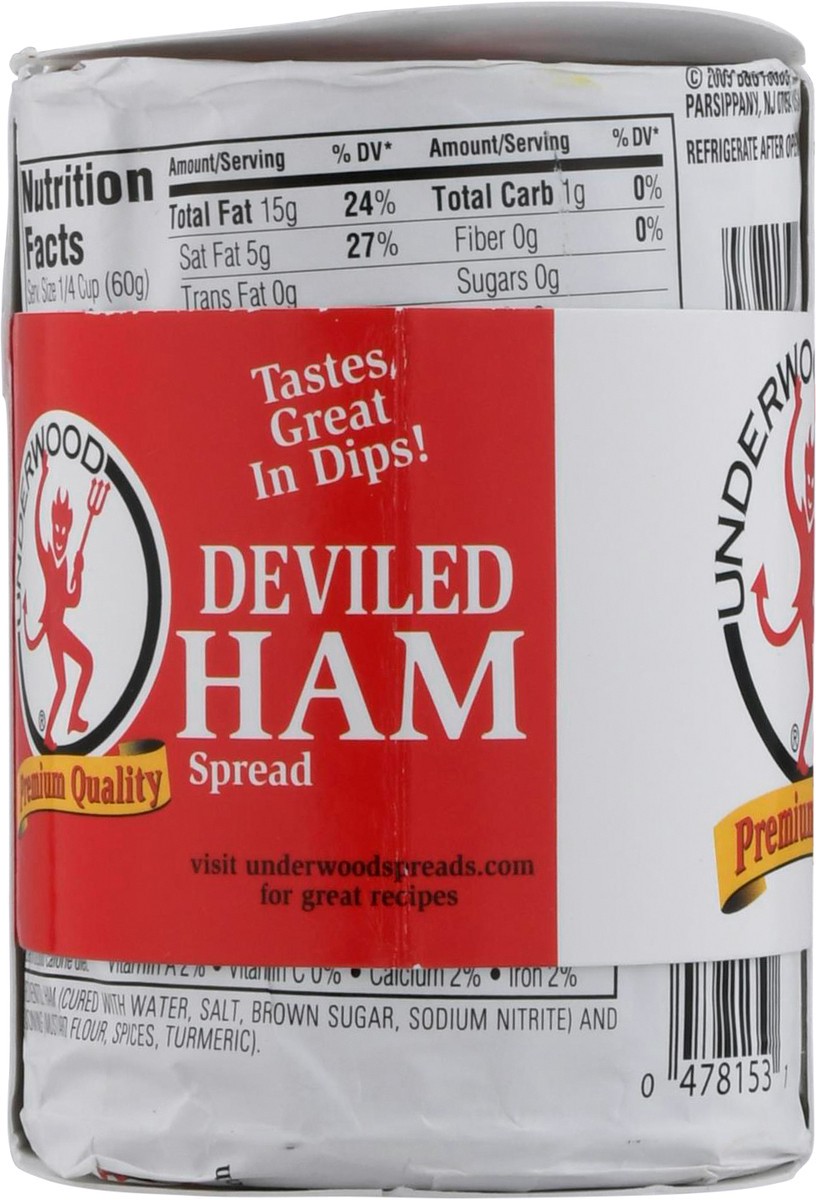 © 2009
PARSIPPANY, NJ
REFRIGERATE AFTER
Nutrition
Facts
Serv. Size 1/4 Cup (60g)
Amount/Serving % DV* Amount/Serving % DV*
Total Fat 15g 24% Total Carb 1g 0%
Sat Fat 5g 27% Fiber 0g 0%
Trans Fat 0g Sugars 0g
Tastes
Great
In Dips!
UNDERWOOD
®
Premium Quality
DEVILED
HAM
Spread
visit underwoodspreads.com
for great recipes
UNDERWO
®
Premium
Vitamin A 2% • Vitamin C 0% • Calcium 2% • Iron 2%
HAM (CURED WITH WATER, SALT, BROWN SUGAR, SODIUM NITRITE) AND
FLOUR, SPICES, TURMERIC).
0 478153 1